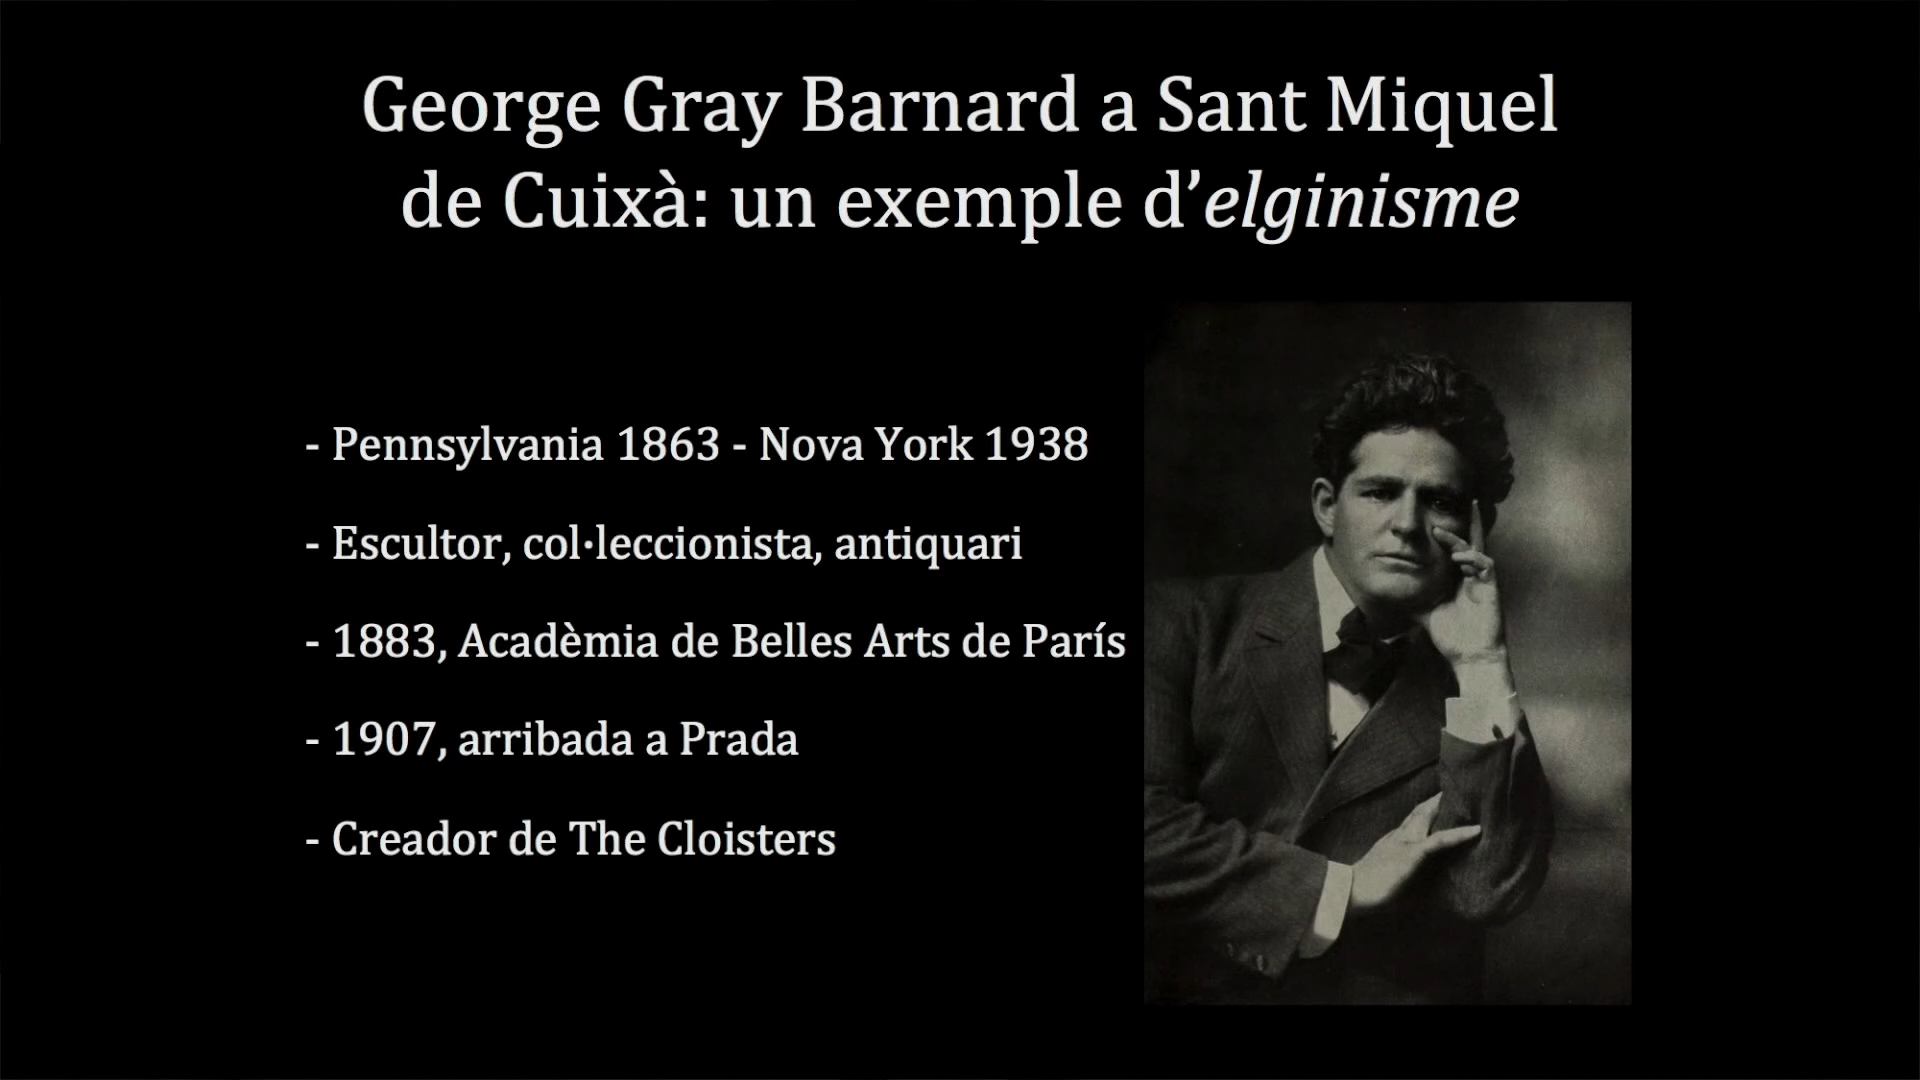 George Gray Barnard a Sant Miquel
de Cuixà: un exemple d’elginisme
- Pennsylvania 1863 - Nova York 1938
- Escultor, col·leccionista, antiquari
- 1883, Acadèmia de Belles Arts de París
- 1907, arribada a Prada
- Creador de The Cloisters